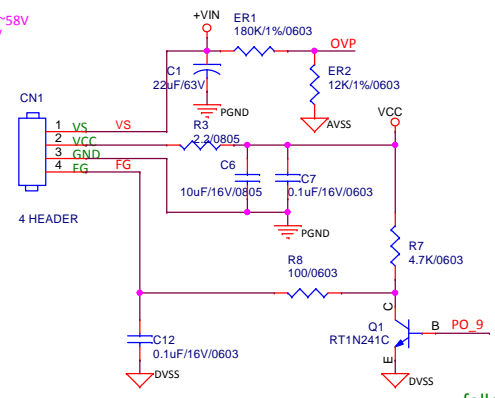 ~58V
+VIN
ER1
180K/1%/0603
OVP
C1
22uF/63V
ER2
12K/1%/0603
PGND
AVSS
CN1
1 VS VS
2 VCC
3 GND
4 FG FG
4 HEADER
R3
2.2/0805
VCC
C6
10uF/16V/0805
C7
0.1uF/16V/0603
PGND
R7
4.7K/0603
R8
100/0603
C
Q1
RT1N241C
B PO_9
E
C12
0.1uF/16V/0603
DVSS
DVSS